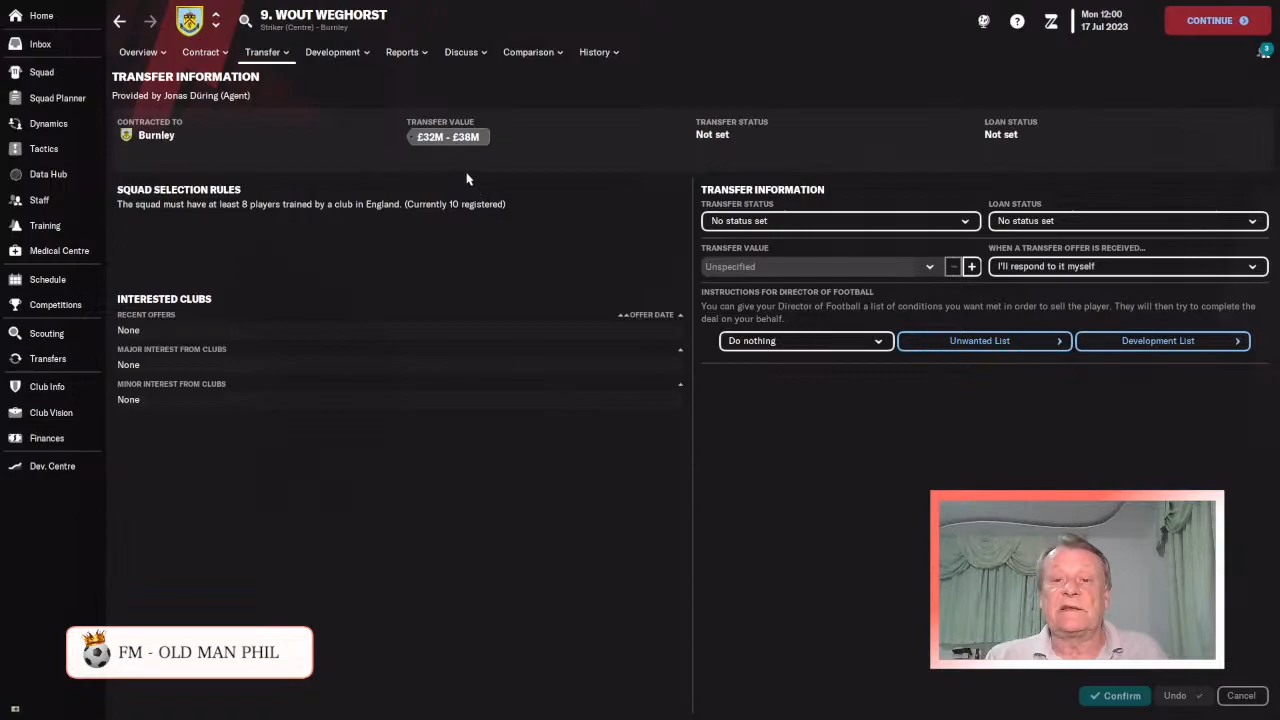 9. WOUT WEGHORST
Striker (Centre) - Burnley
Mon 12:00
17 Jul 2023
CONTINUE
3
Home
Inbox
Squad
Squad Planner
Dynamics
Tactics
Data Hub
Staff
Training
Medical Centre
Schedule
Competitions
Scouting
Transfers
Club Info
Club Vision
Finances
Dev. Centre
Overview
Contract
Transfer
Development
Reports
Discuss
Comparison
History
TRANSFER INFORMATION
Provided by Jonas Düring (Agent)
CONTRACTED TO
Burnley
TRANSFER VALUE
£32M - £38M
TRANSFER STATUS
Not set
LOAN STATUS
Not set
SQUAD SELECTION RULES
The squad must have at least 8 players trained by a club in England. (Currently 10 registered)
INTERESTED CLUBS
RECENT OFFERS
OFFER DATE
None
MAJOR INTEREST FROM CLUBS
None
MINOR INTEREST FROM CLUBS
None
TRANSFER INFORMATION
TRANSFER STATUS
No status set
LOAN STATUS
No status set
TRANSFER VALUE
Unspecified
WHEN A TRANSFER OFFER IS RECEIVED...
I'll respond to it myself
INSTRUCTIONS FOR DIRECTOR OF FOOTBALL
You can give your Director of Football a list of conditions you want met in order to sell the player. They will then try to complete the
deal on your behalf.
Do nothing
Unwanted List
Development List
FM - OLD MAN PHIL
Confirm
Undo
Cancel